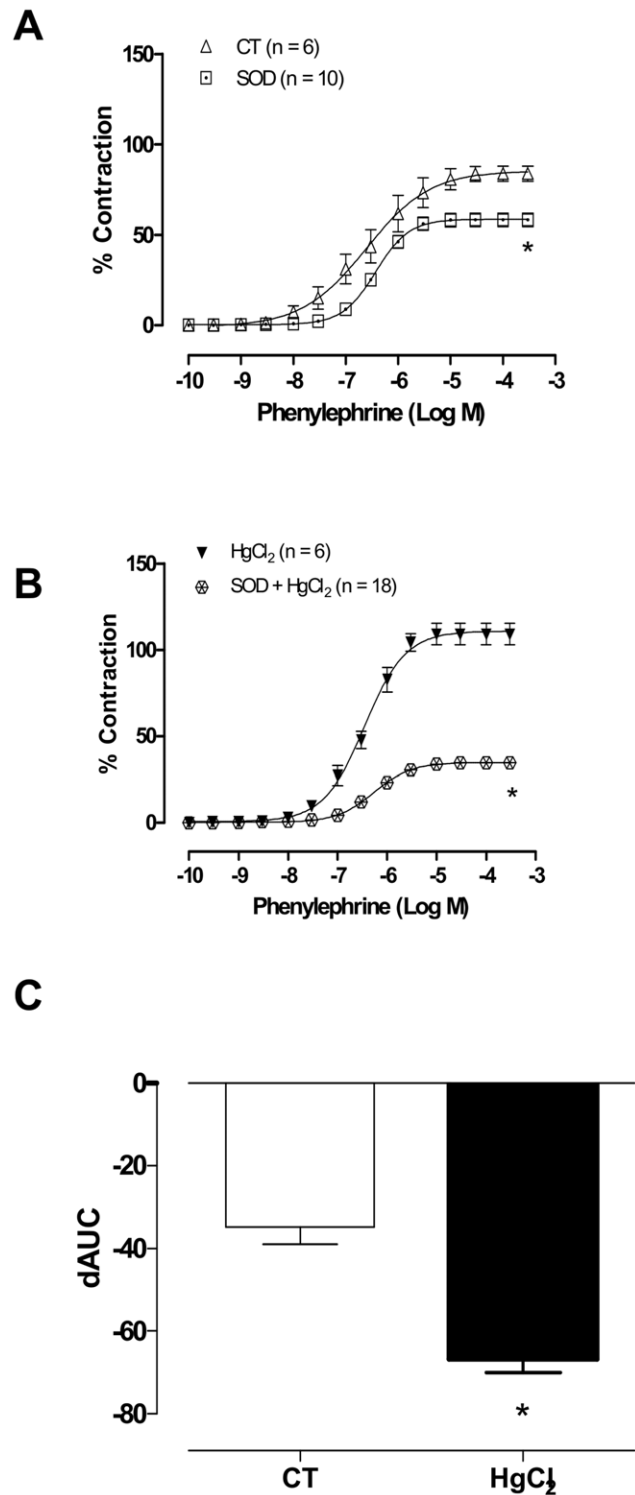 A
CT (n = 6)
SOD (n = 10)
150
100
50
0
% Contraction
-10 -9 -8 -7 -6 -5 -4 -3
Phenylephrine (Log M)
B
HgCl₂ (n = 6)
SOD + HgCl₂ (n = 18)
150
100
50
0
% Contraction
-10 -9 -8 -7 -6 -5 -4 -3
Phenylephrine (Log M)
*
*
C
0
-20
-40
-60
-80
dAUC
*
CT HgCl₂